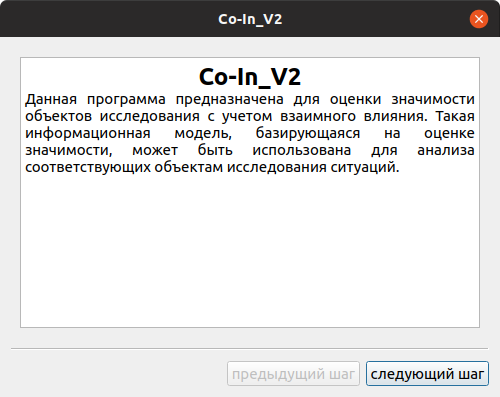 Co-In_V2
Co-In_V2
Данная программа предназначена для оценки значимости
объектов исследования с учетом взаимного влияния. Такая
информационная модель, базирующаяся на оценке
значимости, может быть использована для анализа
соответствующих объектам исследования ситуаций.
предыдущий шаг
следующий шаг